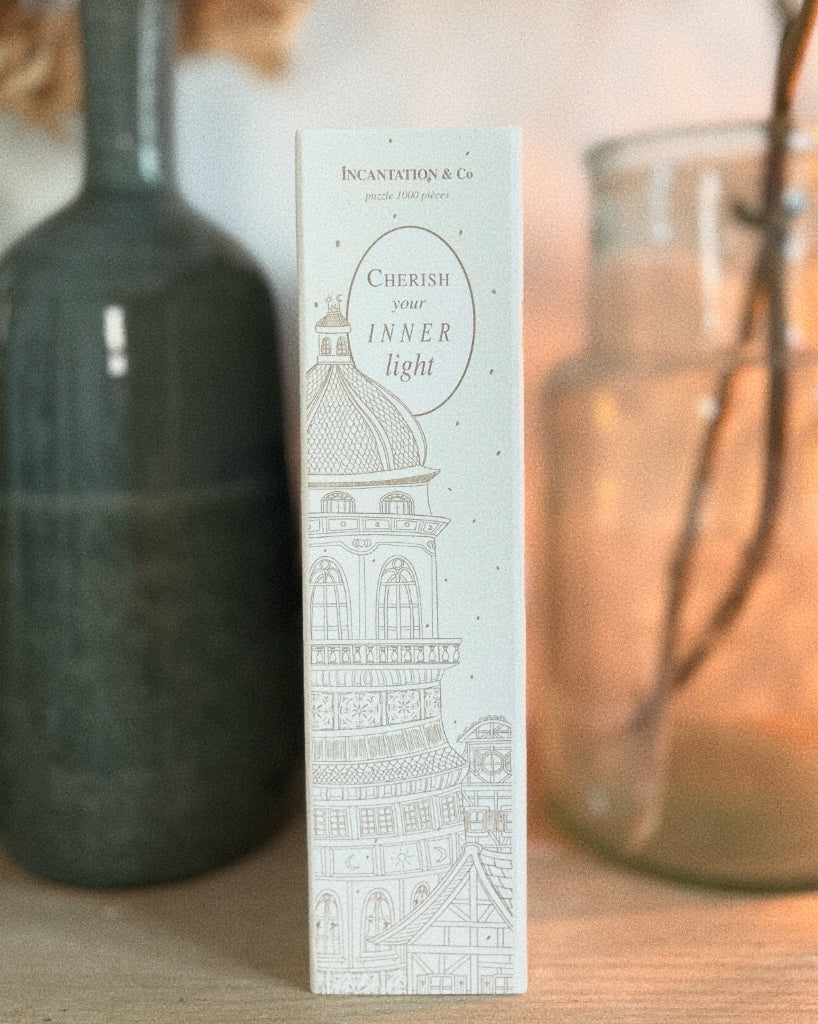 INCANTATION & CO
puzzle 1000 pièces
CHERISH
your
INNER
light